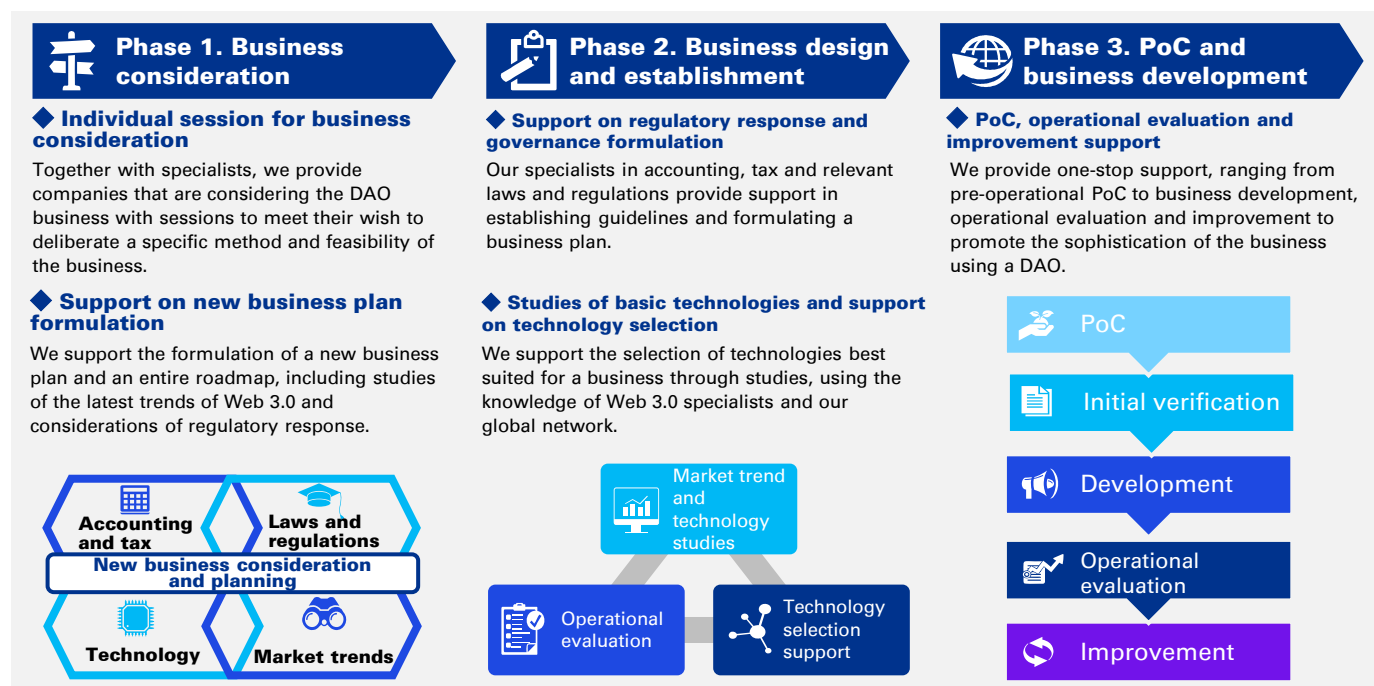 Phase 1. Business
consideration
◆ Individual session for business
consideration
Together with specialists, we provide
companies that are considering the DAO
business with sessions to meet their wish to
deliberate a specific method and feasibility of
the business.
◆ Support on new business plan
formulation
We support the formulation of a new business
plan and an entire roadmap, including studies
of the latest trends of Web 3.0 and
considerations of regulatory response.
Accounting
and tax
Laws and
regulations
New business consideration
and planning
Technology
Market trends
Phase 2. Business design
and establishment
◆ Support on regulatory response and
governance formulation
Our specialists in accounting, tax and relevant
laws and regulations provide support in
establishing guidelines and formulating a
business plan.
◆ Studies of basic technologies and support
on technology selection
We support the selection of technologies best
suited for a business through studies, using the
knowledge of Web 3.0 specialists and our
global network.
Market trend
and
technology
studies
Operational
evaluation
Technology
selection
support
Phase 3. PoC and
business development
◆ PoC, operational evaluation and
improvement support
We provide one-stop support, ranging from
pre-operational PoC to business development,
operational evaluation and improvement to
promote the sophistication of the business
using a DAO.
PoC
Initial verification
Development
Operational
evaluation
Improvement